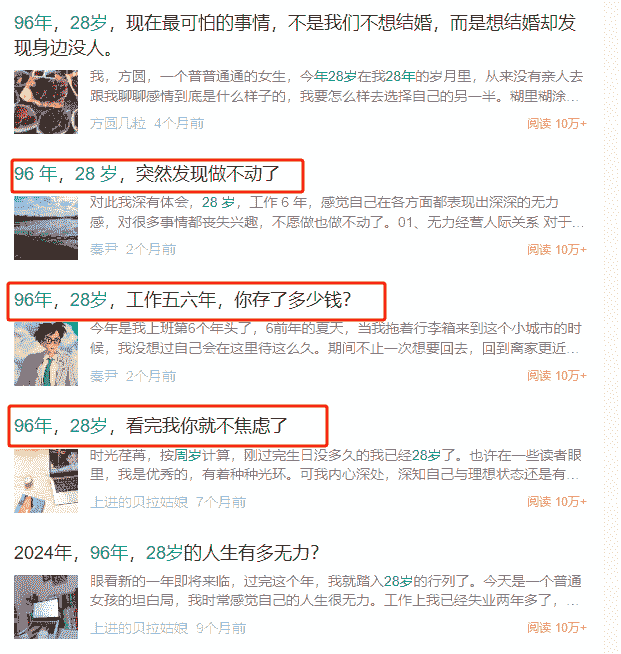 96年，28岁，现在最可怕的事情，不是我们不想结婚，而是想结婚却发
现身边没人。
我，方圆，一个普普通通的女生，今年28岁在我28年的岁月里，从来没有亲人去
跟我聊聊感情到底是什么样子的，我要怎么样去选择自己的另一半。糊里糊涂…
方圆几粒 4个月前
阅读 10万+
96 年，28 岁，突然发现做不动了
对此我深有体会，28 岁，工作 6 年，感觉自己在各方面都表现出深深的无力
感，对很多事情都丧失兴趣，不愿做也做不动了。01、无力经营人际关系 对于…
秦尹 2个月前
阅读 10万+
96年，28岁，工作五六年，你存了多少钱？
今年是我上班第6个年头了，6前年的夏天，当我拖着行李箱来到这个小城市的时
候，我没想过自己会在这里待这么久。期间不止一次想要回去，回到离家更近…
秦尹 2个月前
阅读 10万+
96年，28岁，看完我你就不焦虑了
时光荏苒，按周岁计算，刚过完生日没多久的我已经28岁了。也许在一些读者眼
里，我是优秀的，有着种种光环。可我内心深处，深知自己与理想状态还是有…
上进的贝拉姑娘 7个月前
阅读 10万+
2024年，96年，28岁的人生有多无力？
眼看新的一年即将来临，过完这个年，我就踏入28岁的行列了。今天是一个普通
女孩的坦白局，我时常感觉自己的人生很无力。工作上我已经失业两年多了，…
上进的贝拉姑娘 9个月前
阅读 10万+